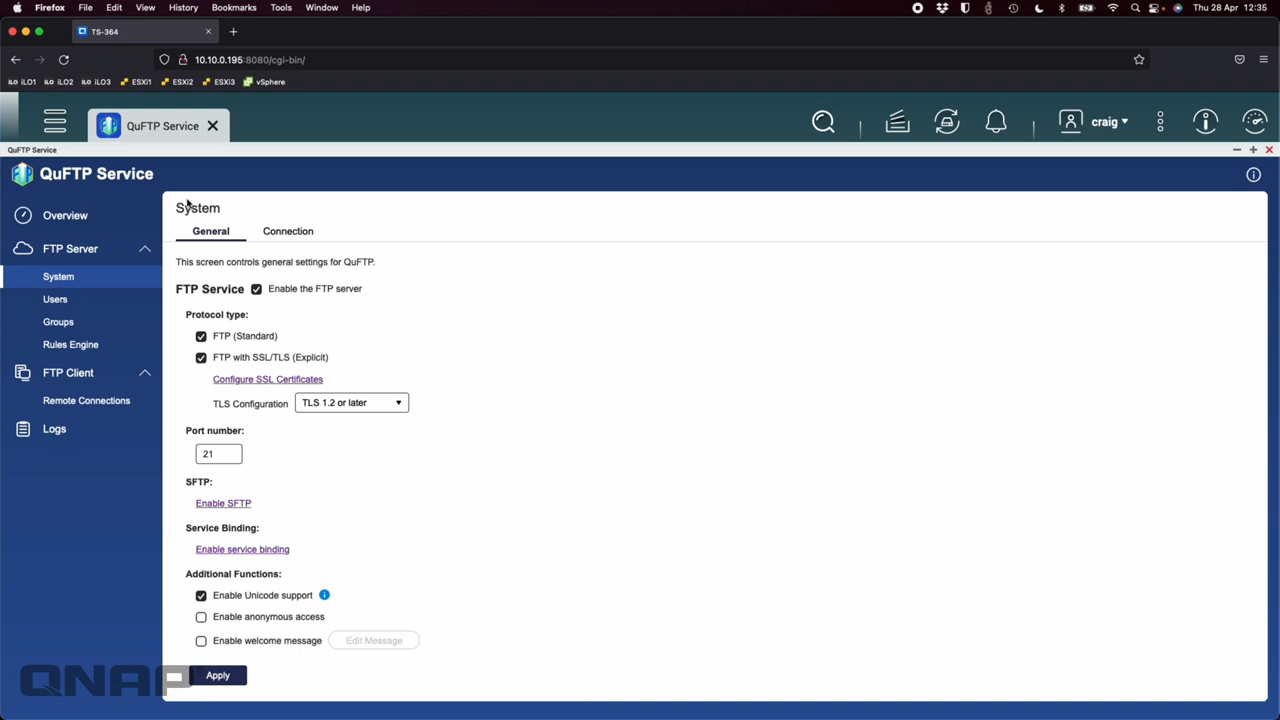 Firefox File Edit View History Bookmarks Tools Window Help Thu 28 Apr 12:35
TS-364
10.10.0.195:8080/cgi-bin/
iLO iLO1 iLO iLO2 iLO iLO3 ESXi1 ESXi2 ESXi3 vSphere
QuFTP Service craig
QuFTP Service
QuFTP Service
System
Overview
General Connection
FTP Server
This screen controls general settings for QuFTP.
System
FTP Service Enable the FTP server
Users
Protocol type:
Groups
FTP (Standard)
Rules Engine
FTP with SSL/TLS (Explicit)
FTP Client
Configure SSL Certificates
Remote Connections
TLS Configuration TLS 1.2 or later
Logs
Port number:
21
SFTP:
Enable SFTP
Service Binding:
Enable service binding
Additional Functions:
Enable Unicode support
Enable anonymous access
Enable welcome message Edit Message
Apply
QNAP